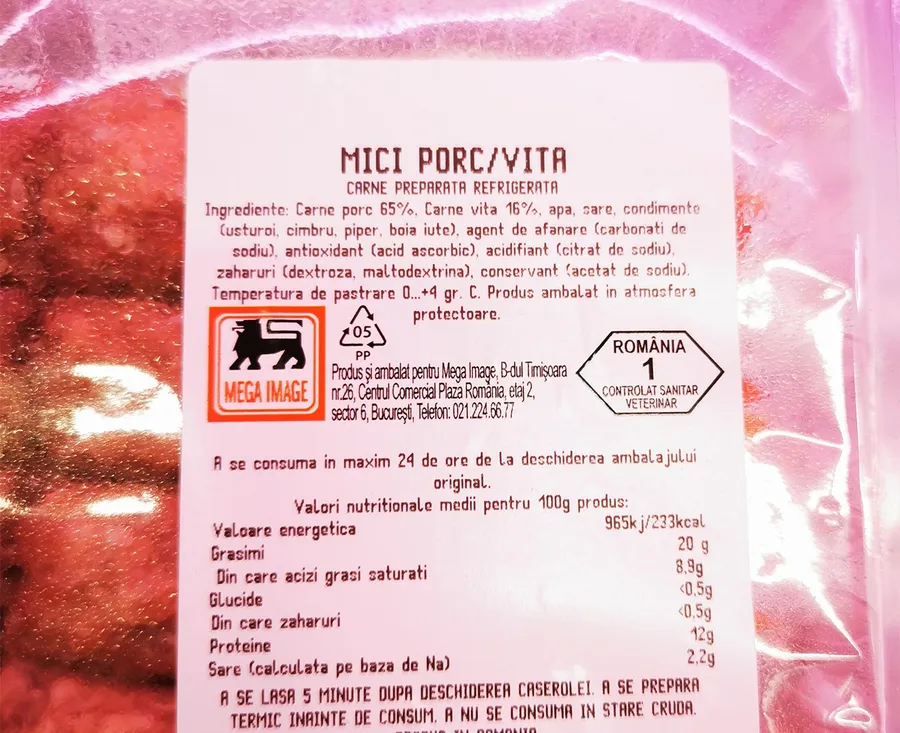 MICI PORC/VITA
CARNE PREPARATA REFRIGERATA
Ingrediente: Carne porc 65%, Carne vita 16%, apa, sare, condimente
(usturoi, cimbru, piper, boia iute), agent de afanare (carbonati de
sodiu), antioxidant (acid ascorbic), acidifiant (citrat de sodiu),
zaharuri (dextroza, maltodextrina), conservant (acetat de sodiu).
Temperatura de pastrare 0...+4 gr. C. Produs ambalat in atmosfera
protectoare.
MEGA IMAGE
05
PP
Produs și ambalat pentru Mega Image, B-dul Timișoara
nr.26, Centrul Comercial Plaza România, etaj 2,
sector 6, București, Telefon: 021.224.66.77
ROMÂNIA
1
CONTROLAT SANITAR
VETERINAR
A se consuma in maxim 24 de ore de la deschiderea ambalajului
original.
Valori nutritionale medii pentru 100g produs:
Valoare energetica 965kj/233kcal
Grasimi 20 g
Din care acizi grasi saturati 8,9g
Glucide <0,5g
Din care zaharuri <0,5g
Proteine 12g
Sare (calculata pe baza de Na) 2,2g
A SE LASA 5 MINUTE DUPA DESCHIDEREA CASEROLEI. A SE PREPARA
TERMIC INAINTE DE CONSUM. A NU SE CONSUMA IN STARE CRUDA.